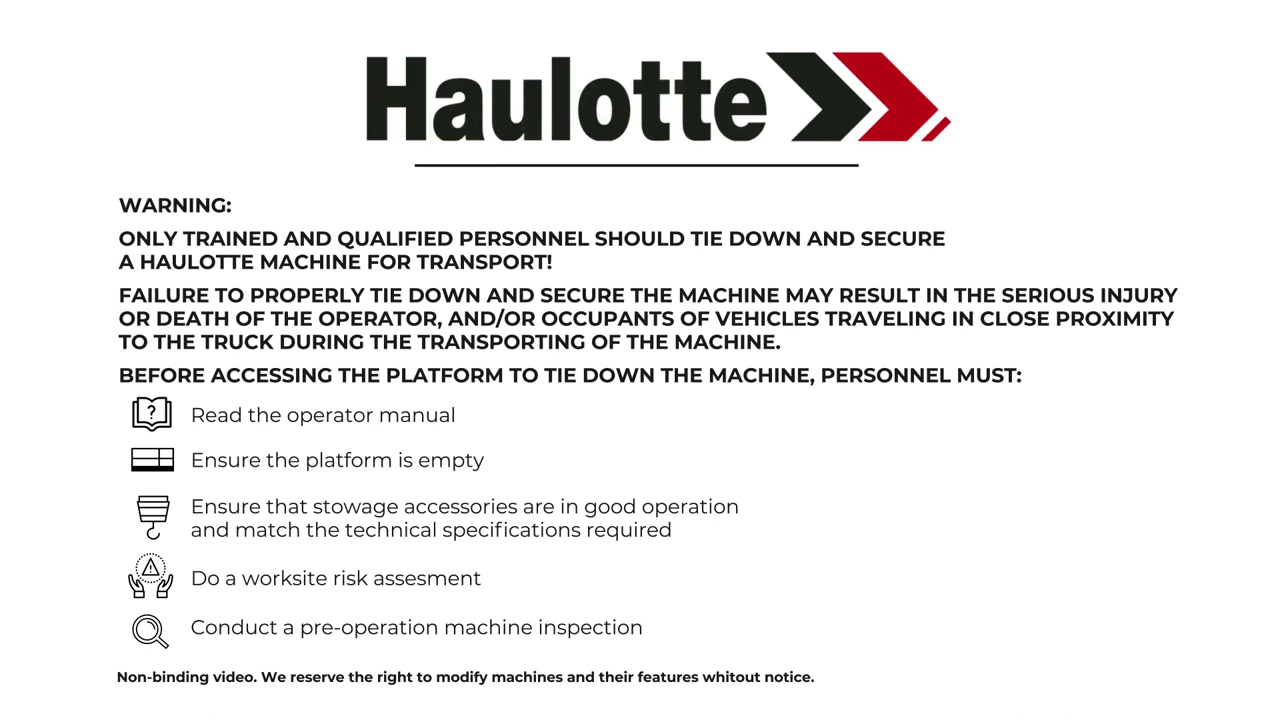 Haulotte
WARNING:
ONLY TRAINED AND QUALIFIED PERSONNEL SHOULD TIE DOWN AND SECURE
A HAULOTTE MACHINE FOR TRANSPORT!
FAILURE TO PROPERLY TIE DOWN AND SECURE THE MACHINE MAY RESULT IN THE SERIOUS INJURY
OR DEATH OF THE OPERATOR, AND/OR OCCUPANTS OF VEHICLES TRAVELING IN CLOSE PROXIMITY
TO THE TRUCK DURING THE TRANSPORTING OF THE MACHINE.
BEFORE ACCESSING THE PLATFORM TO TIE DOWN THE MACHINE, PERSONNEL MUST:
Read the operator manual
Ensure the platform is empty
Ensure that stowage accessories are in good operation
and match the technical specifications required
Do a worksite risk assesment
Conduct a pre-operation machine inspection
Non-binding video. We reserve the right to modify machines and their features whitout notice.